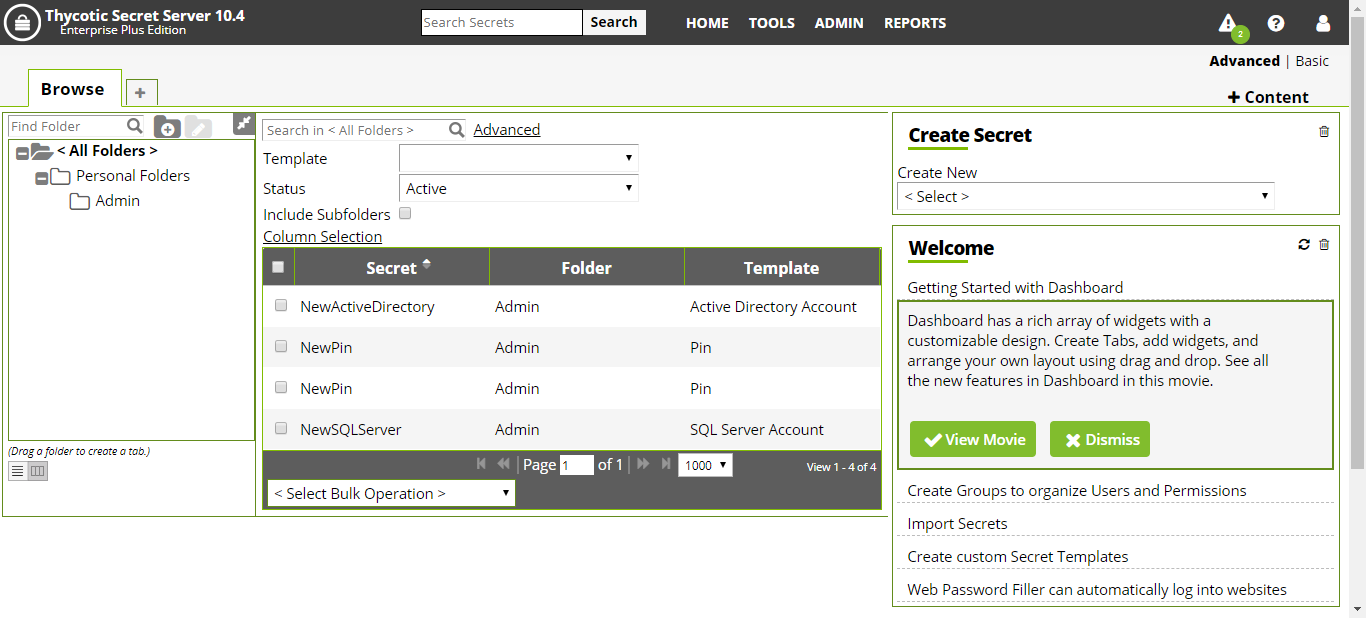 Thycotic Secret Server 10.4
Enterprise Plus Edition
Search Secrets
Search
HOME TOOLS ADMIN REPORTS
2
Advanced | Basic
Browse
Content
Find Folder
< All Folders >
Personal Folders
Admin
(Drag a folder to create a tab.)
Search in < All Folders >
Advanced
Template
Status
Active
Include Subfolders
Column Selection
Secret Folder Template
NewActiveDirectory Admin Active Directory Account
NewPin Admin Pin
NewPin Admin Pin
NewSQLServer Admin SQL Server Account
Page 1 of 1 1000 View 1 - 4 of 4
< Select Bulk Operation >
Create Secret
Create New
< Select >
Welcome
Getting Started with Dashboard
Dashboard has a rich array of widgets with a
customizable design. Create Tabs, add widgets, and
arrange your own layout using drag and drop. See all
the new features in Dashboard in this movie.
View Movie
Dismiss
Create Groups to organize Users and Permissions
Import Secrets
Create custom Secret Templates
Web Password Filler can automatically log into websites